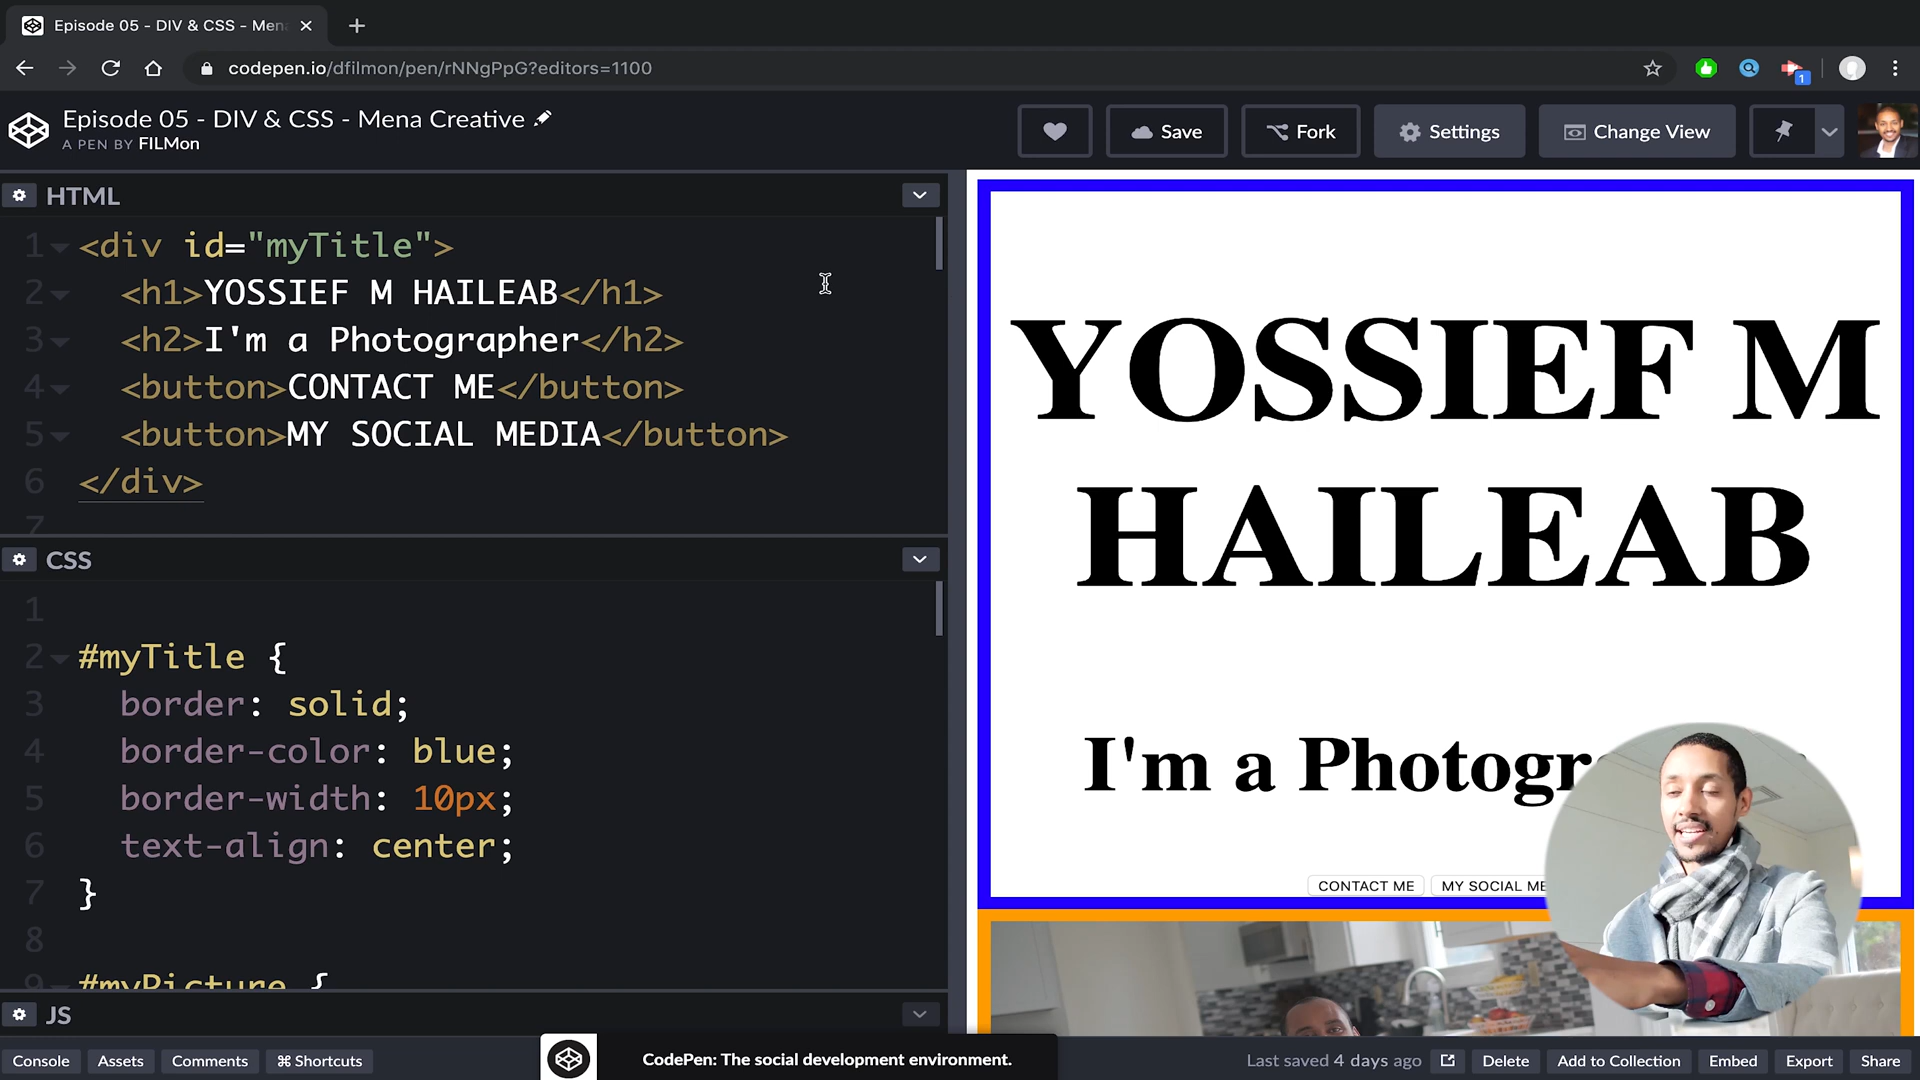 Episode 05 - DIV & CSS - Men
codepen.io/dfilmon/pen/rNNgPpG?editors=1100
1
Episode 05 - DIV & CSS - Mena Creative
A PEN BY FILMon
Save
Fork
Settings
Change View
HTML
1 <div id="myTitle">
2 <h1>YOSSIEF M HAILEAB</h1>
3 <h2>I'm a Photographer</h2>
4 <button>CONTACT ME</button>
5 <button>MY SOCIAL MEDIA</button>
6 </div>
7
CSS
1
2 #myTitle {
3 border: solid;
4 border-color: blue;
5 border-width: 10px;
6 text-align: center;
7 }
8
9 #myPicture {
JS
YOSSIEF M
HAILEAB
I'm a Photogr
CONTACT ME
MY SOCIAL ME
Console
Assets
Comments
⌘ Shortcuts
CodePen: The social development environment.
Last saved 4 days ago
Delete
Add to Collection
Embed
Export
Share